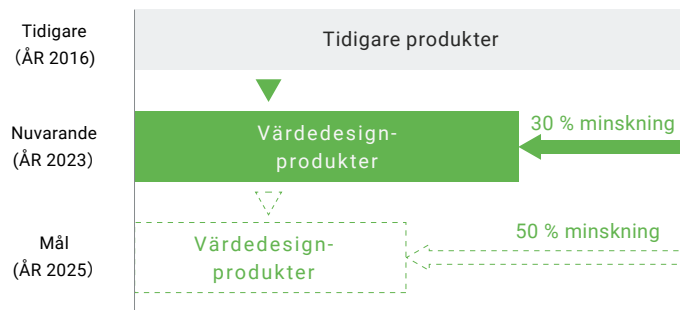 Tidigare
(ÅR 2016)
Tidigare produkter
Nuvarande
(ÅR 2023)
Värdedesign-
produkter
30 % minskning
Mål
(ÅR 2025)
Värdedesign-
produkter
50 % minskning